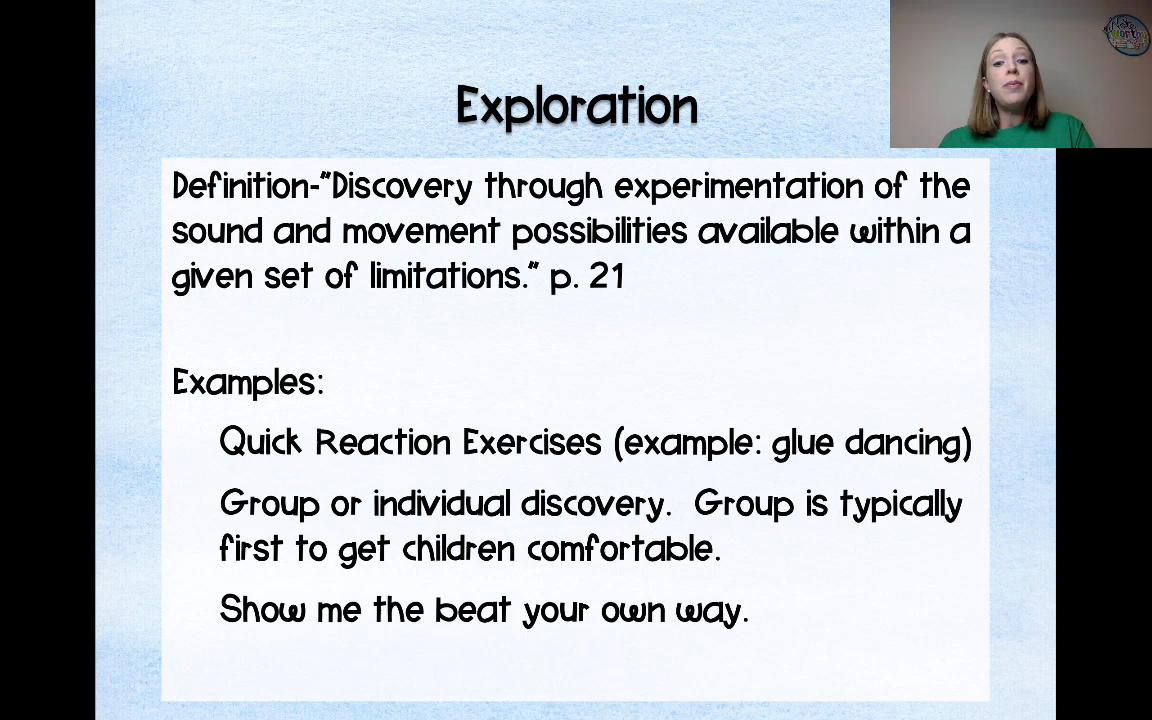 Exploration
Definition-"Discovery through experimentation of the
sound and movement possibilities available within a
given set of limitations." p. 21
Examples:
Quick Reaction Exercises (example: glue dancing)
Group or individual discovery. Group is typically
first to get children comfortable.
Show me the beat your own way.